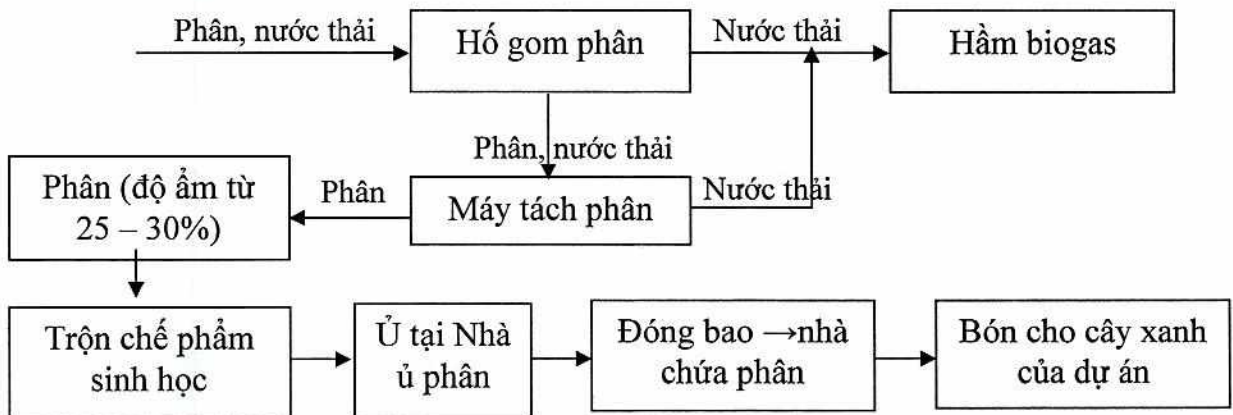 Phân, nước thải
Hố gom phân
Nước thải
Hầm biogas
Phân, nước thải
Phân (độ ẩm từ
25 – 30%)
Phân
Máy tách phân
Nước thải
Trộn chế phẩm
sinh học
Ủ tại Nhà
ủ phân
Đóng bao →nhà
chứa phân
Bón cho cây xanh
của dự án